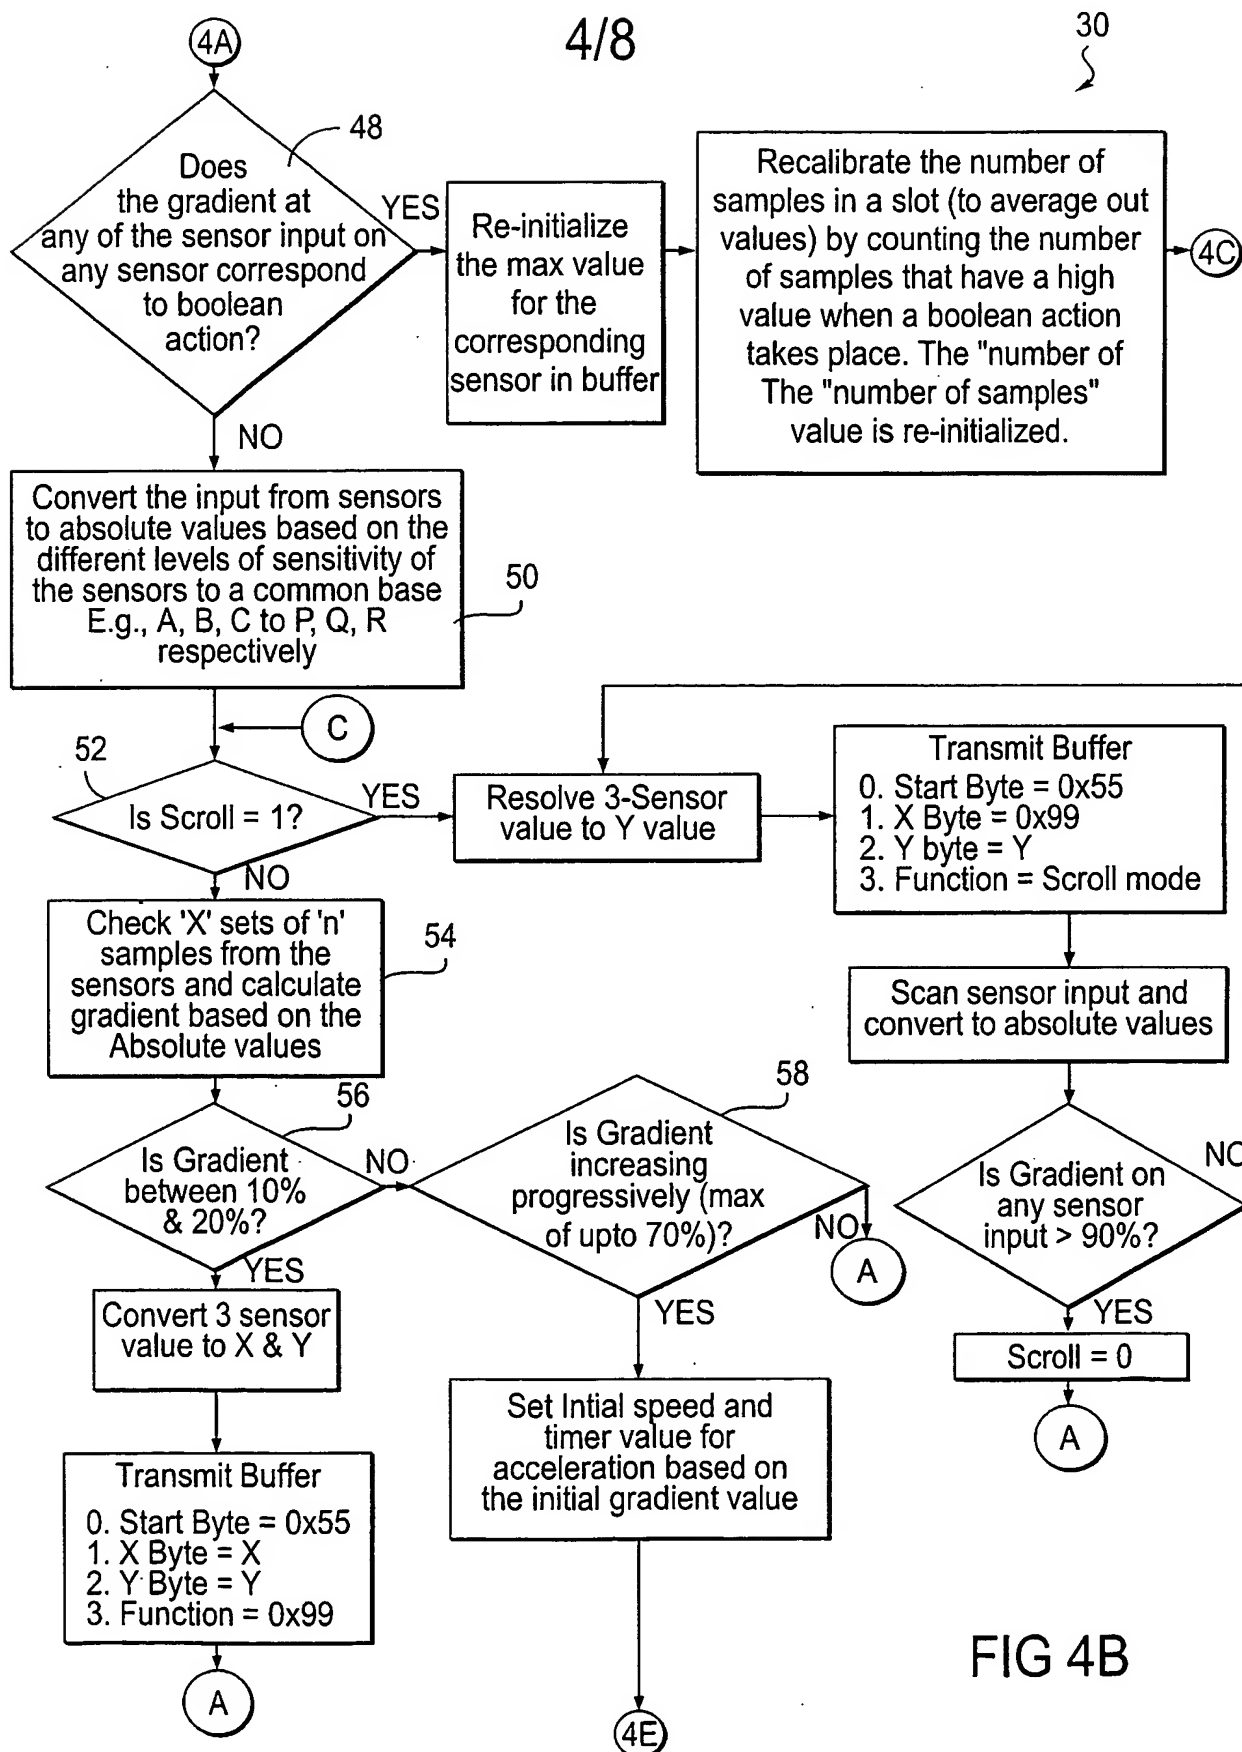 4/8
30
4A
48
Does
the gradient at
any of the sensor input on
any sensor correspond
to boolean
action?
YES
Re-initialize
the max value
for the
corresponding
sensor in buffer
Recalibrate the number of
samples in a slot (to average out
values) by counting the number
of samples that have a high
value when a boolean action
takes place. The "number of
The "number of samples"
value is re-initialized.
4C
NO
Convert the input from sensors
to absolute values based on the
different levels of sensitivity of
the sensors to a common base
E.g., A, B, C to P, Q, R
respectively
50
C
52
Is Scroll = 1?
YES
Resolve 3-Sensor
value to Y value
Transmit Buffer
0. Start Byte = 0x55
1. X Byte = 0x99
2. Y byte = Y
3. Function = Scroll mode
NO
Check 'X' sets of 'n'
samples from the
sensors and calculate
gradient based on the
Absolute values
54
Scan sensor input and
convert to absolute values
56
Is Gradient
between 10%
& 20%?
NO
58
Is Gradient
increasing
progressively (max
of upto 70%)?
NO
A
Is Gradient on
any sensor
input > 90%?
NO
YES
Convert 3 sensor
value to X & Y
YES
YES
Scroll = 0
A
Set Intial speed and
timer value for
acceleration based on
the initial gradient value
Transmit Buffer
0. Start Byte = 0x55
1. X Byte = X
2. Y Byte = Y
3. Function = 0x99
A
4E
FIG 4B